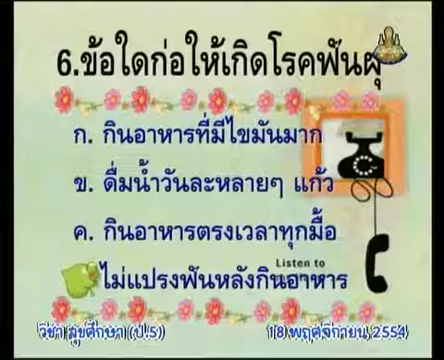 6.ข้อใดก่อให้เกิดโรคฟันผุ
ก. กินอาหารที่มีไขมันมาก
ข. ดื่มน้ำวันละหลายๆ แก้ว
ค. กินอาหารตรงเวลาทุกมื้อ
Listen to
ไม่แปรงฟันหลังกินอาหาร
วิชา สุขศึกษา (ป.5)
18 พฤศจิกายน 2554